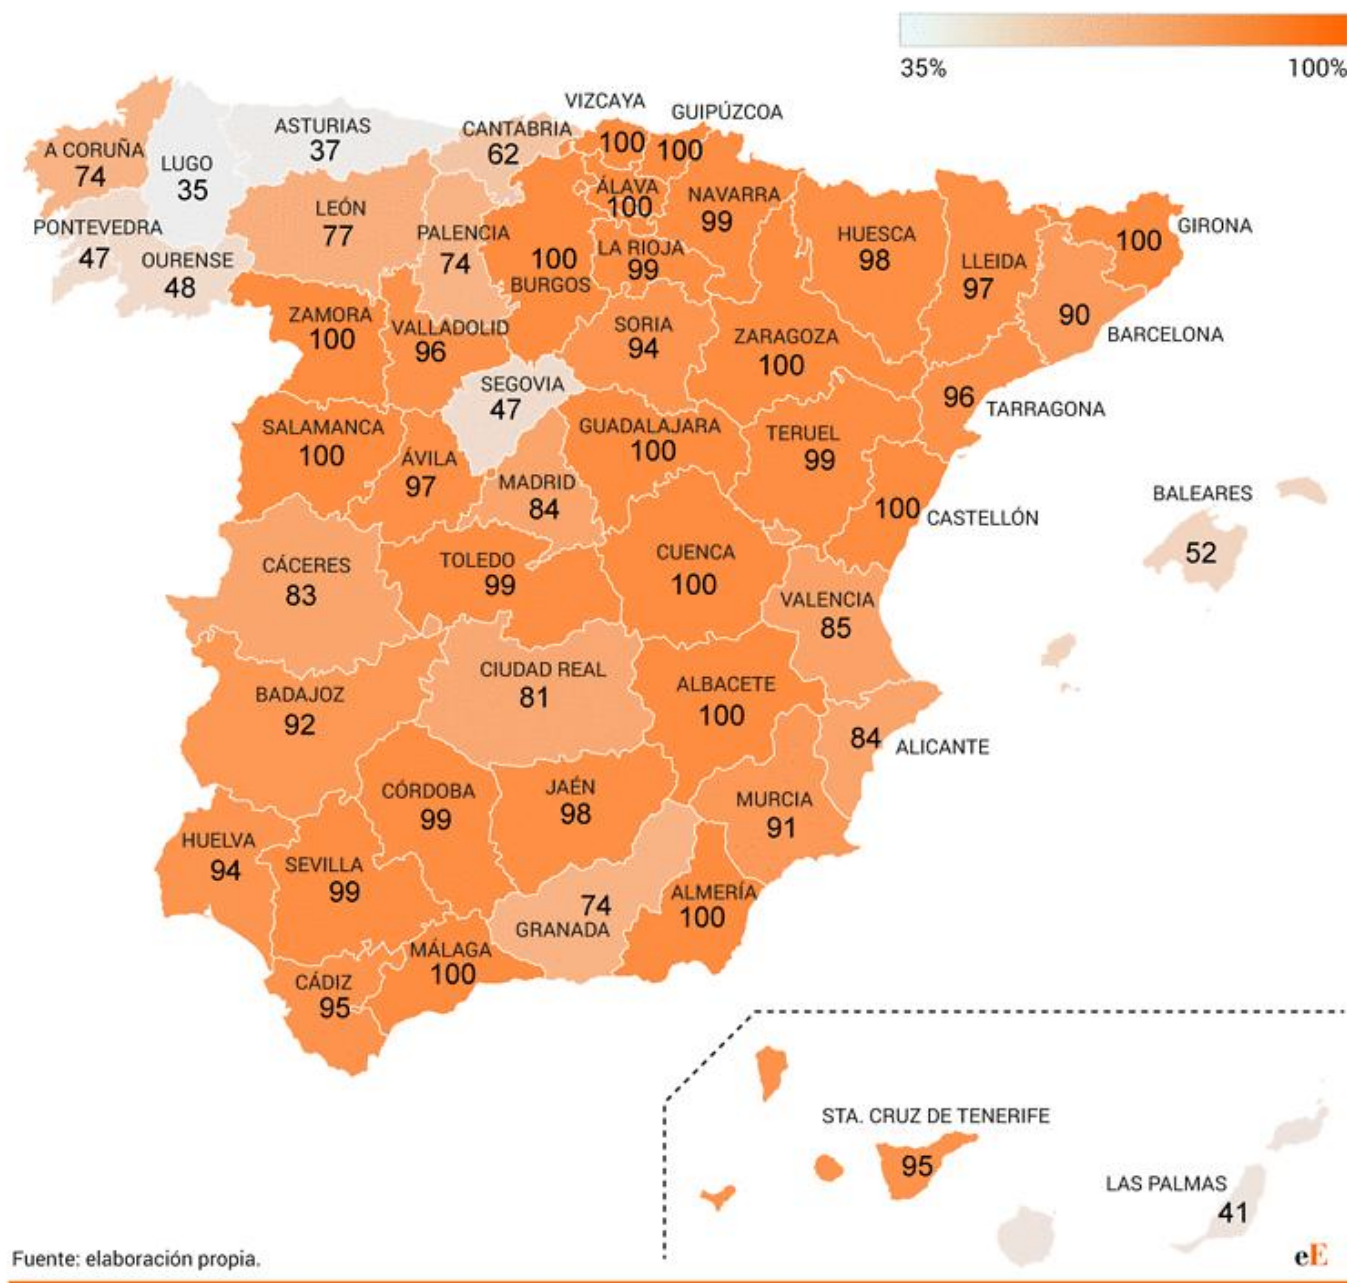 35% 100%
VIZCAYA
100
GUIPÚZCOA
100
ASTURIAS
37
CANTABRIA
62
A CORUÑA
74
LUGO
35
ÁLAVA
100
NAVARRA
99
LEÓN
77
PALENCIA
74
PONTEVEDRA
47
OURENSE
48
100
BURGOS
LA RIOJA
99
HUESCA
98
LLEIDA
97
GIRONA
100
ZAMORA
100
VALLADOLID
96
SORIA
94
ZARAGOZA
100
90
BARCELONA
SEGOVIA
47
96
TARRAGONA
SALAMANCA
100
ÁVILA
97
GUADALAJARA
100
TERUEL
99
MADRID
84
100
CASTELLÓN
BALEARES
52
CÁCERES
83
TOLEDO
99
CUENCA
100
VALENCIA
85
BADAJOZ
92
CIUDAD REAL
81
ALBACETE
100
84
ALICANTE
CÓRDOBA
99
JAÉN
98
MURCIA
91
HUELVA
94
SEVILLA
99
74
GRANADA
ALMERÍA
100
MÁLAGA
100
CÁDIZ
95
STA. CRUZ DE TENERIFE
95
LAS PALMAS
41
Fuente: elaboración propia.
eE